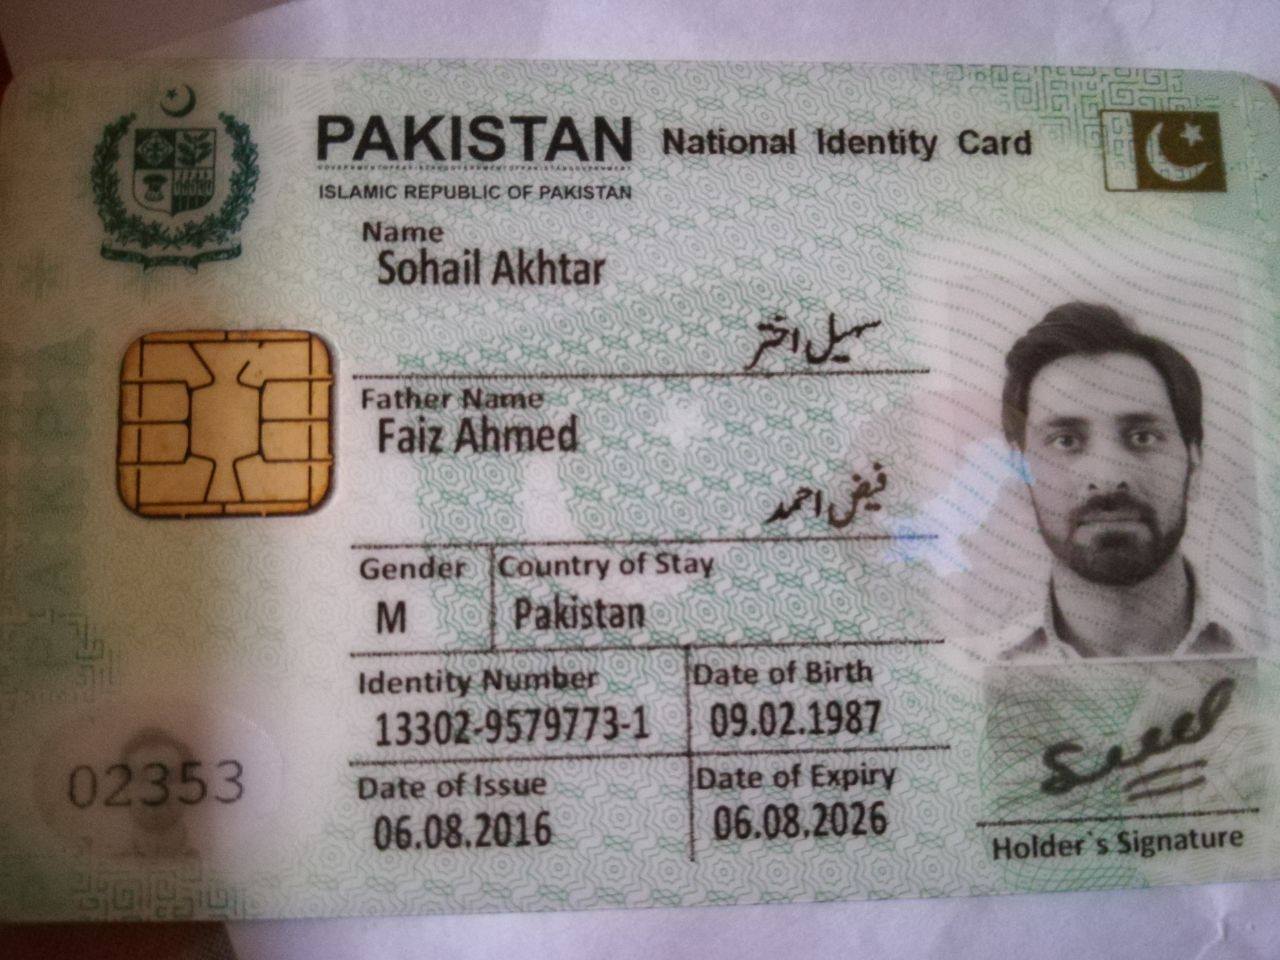 PAKISTAN National Identity Card
ISLAMIC REPUBLIC OF PAKISTAN
Name
Sohail Akhtar
سہیل اختر
Father Name
Faiz Ahmed
فیض احمد
Gender Country of Stay
M Pakistan
Identity Number Date of Birth
13302-9579773-1 09.02.1987
Date of Issue Date of Expiry
06.08.2016 06.08.2026
02353
Holder`s Signature